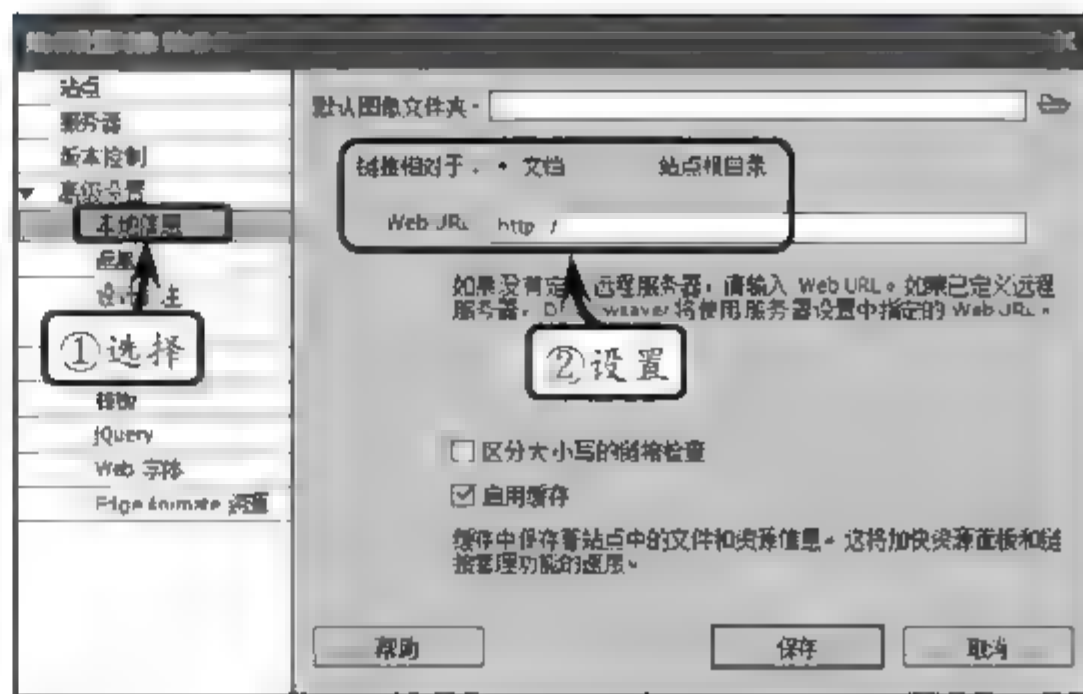 站点
服务器
版本控制
高级设置
本地信息
①选择
jQuery
Web 字体
默认图像文件夹：
链接相对于： 文档 站点根目录
Web URL http /
如果没有定 远程服务器，请输入 Web URL。如果已定义远程
服务器， 将使用服务器设置中指定的 Web URL。
②设置
区分大小写的链接检查
启用缓存
缓存中保存着站点中的文件和资源信息。这将加快资源面板和链
接管理功能的速度。
帮助
保存
取消